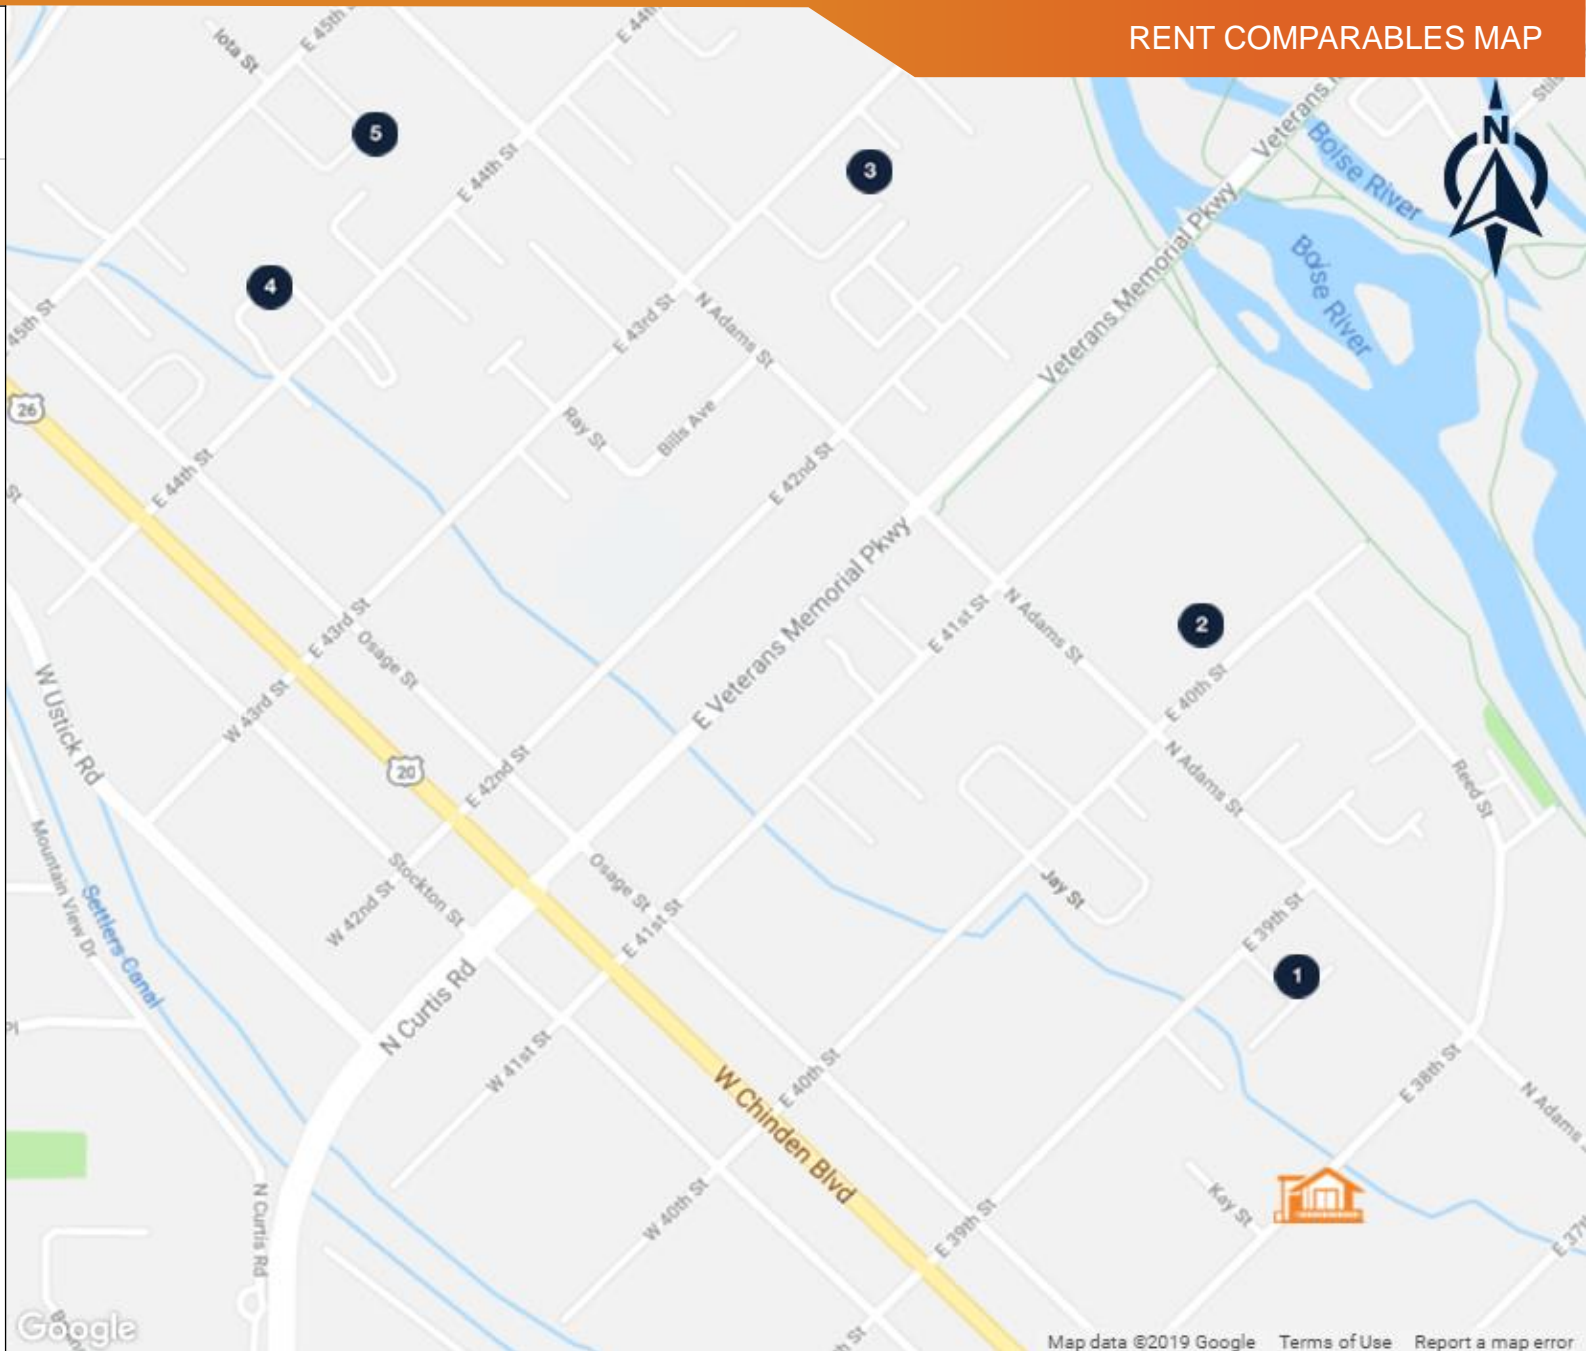 RENT COMPARABLES MAP
Iota St
E 45th
E 44th
Veterans
N
5
3
Boise River
E 44th St
Veterans Memorial Pkwy
Boise River
4
45th St
E 43rd St
N Adams St
26
Ray St
Bills Ave
E 42nd St
E 44th St
St
E Veterans Memorial Pkwy
E 41st St
N Adams St
2
E 43rd St
Osage St
W 43rd St
W Ustick Rd
E 40th St
N Adams St
20
E 42nd St
Reed St
Mountain View Dr
Settlers Canal
W 42nd St
Stockton St
Osage St
E 41st St
Jay St
E 39th St
1
N Curtis Rd
Pl
W 41st St
E 40th St
E 38th St
N Adams
W Chinden Blvd
N Curtis Rd
W 40th St
Kay St
E 39th St
E 37th
St
Google
Map data ©2019 Google Terms of Use Report a map error